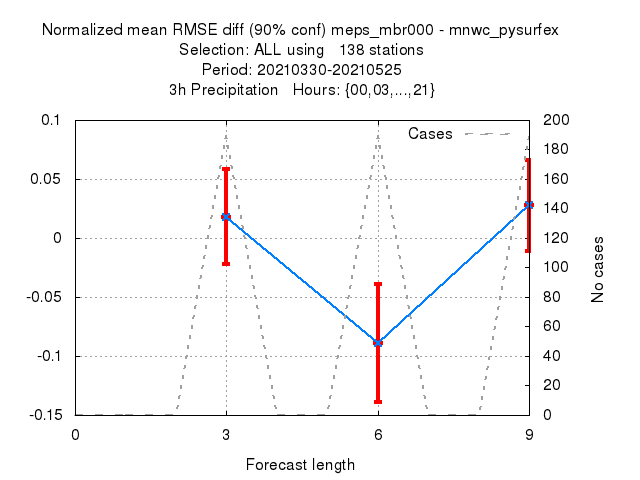 Normalized mean RMSE diff (90% conf) meps_mbr000 - mnwc_pysurfex
Selection: ALL using   138 stations
Period: 20210330-20210525
3h Precipitation   Hours: {00,03,...,21}
Cases
0.1
0.05
0
-0.05
-0.1
-0.15
200
180
160
140
120
100
80
60
40
20
0
No cases
0 3 6 9
Forecast length